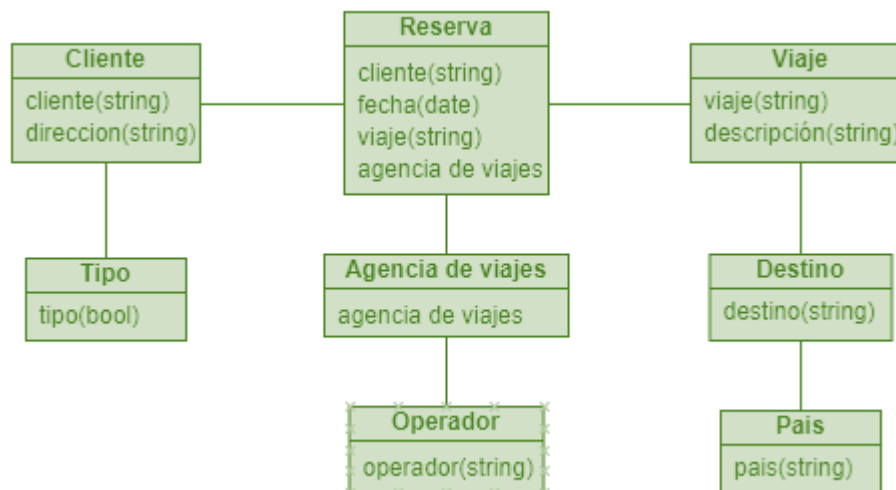 Cliente
cliente(string)
direccion(string)
Reserva
cliente(string)
fecha(date)
viaje(string)
agencia de viajes
Viaje
viaje(string)
descripción(string)
Tipo
tipo(bool)
Agencia de viajes
agencia de viajes
Destino
destino(string)
Operador
operador(string)
Pais
pais(string)